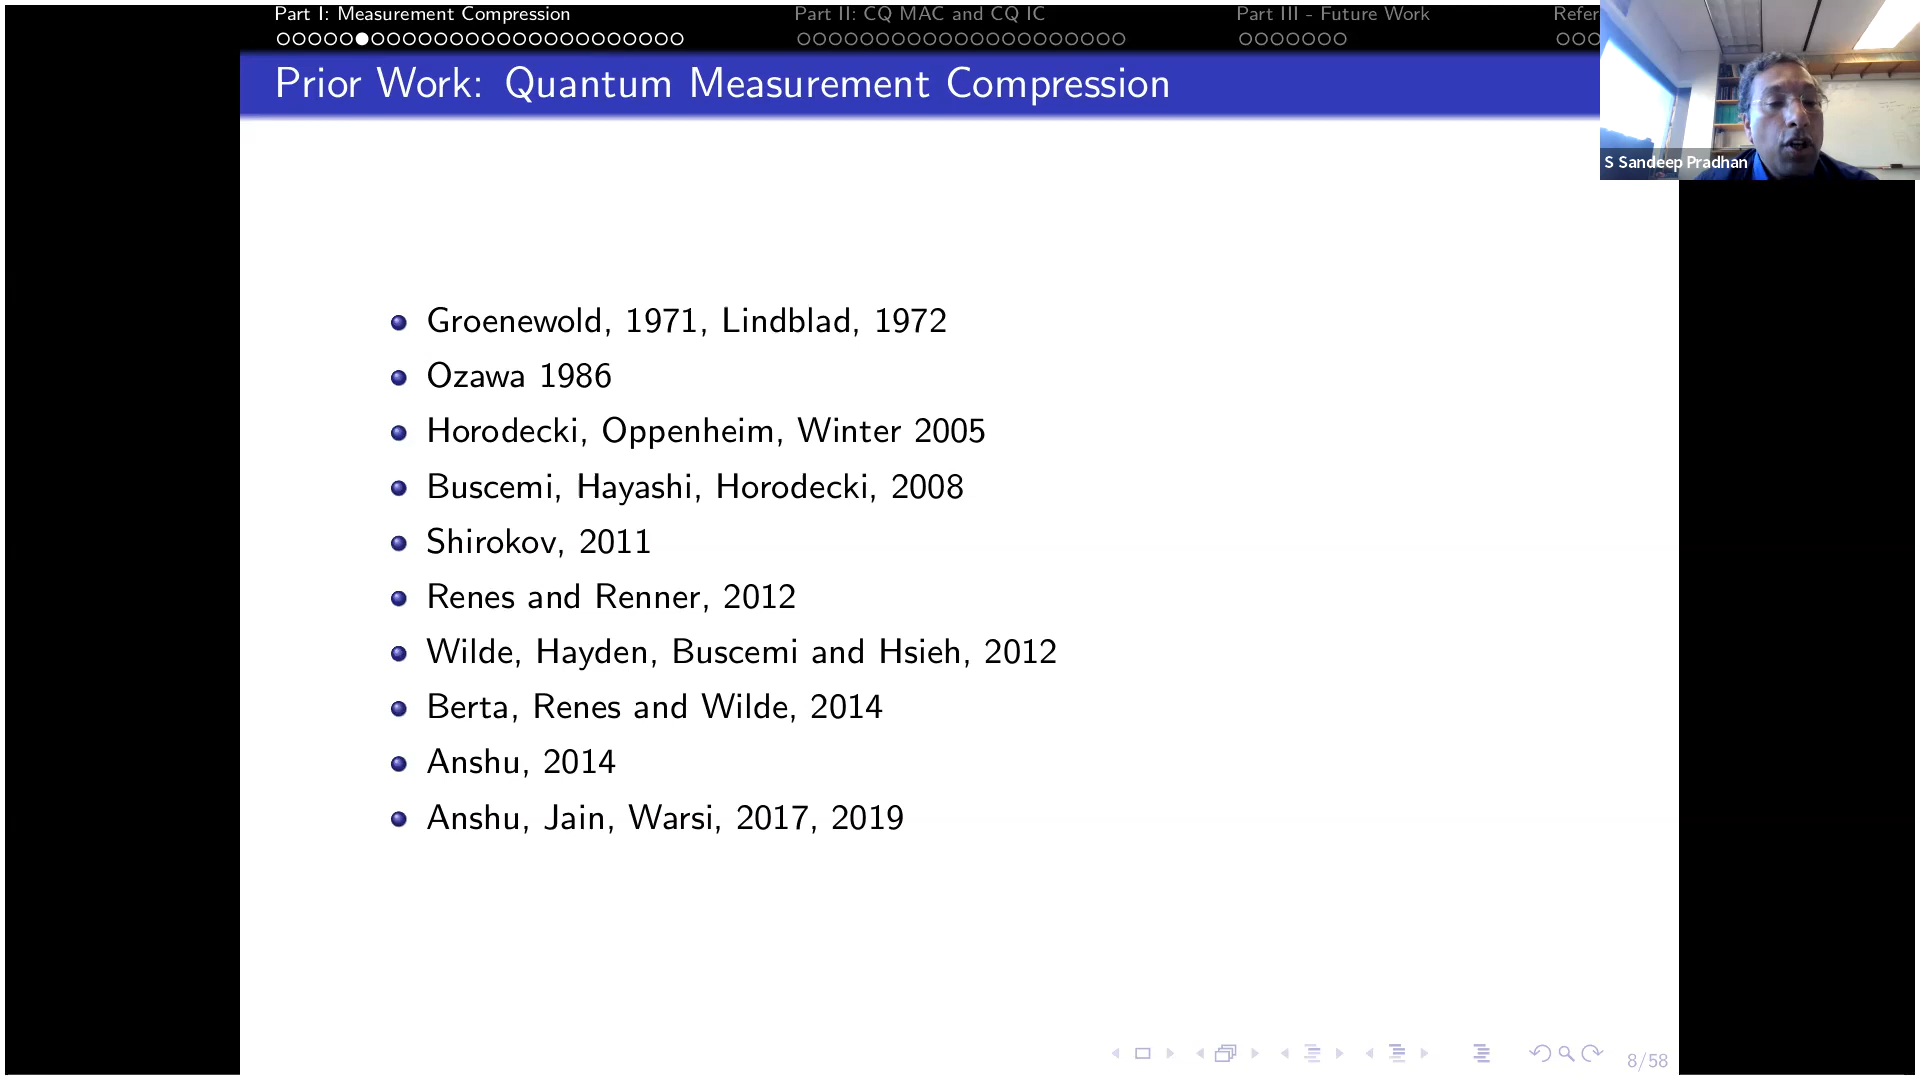 Part I: Measurement Compression
Part II: CQ MAC and CQ IC
Part III - Future Work
Refer
Prior Work: Quantum Measurement Compression
S Sandeep Pradhan
Groenewold, 1971, Lindblad, 1972
Ozawa 1986
Horodecki, Oppenheim, Winter 2005
Buscemi, Hayashi, Horodecki, 2008
Shirokov, 2011
Renes and Renner, 2012
Wilde, Hayden, Buscemi and Hsieh, 2012
Berta, Renes and Wilde, 2014
Anshu, 2014
Anshu, Jain, Warsi, 2017, 2019
8/58